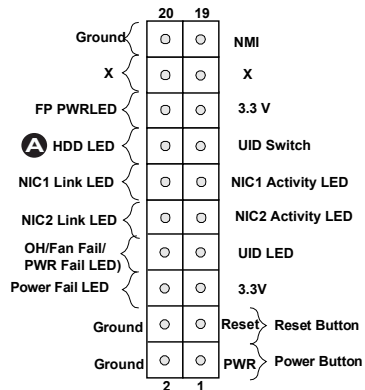 20 19
Ground NMI
X X
FP PWRLED 3.3 V
A HDD LED UID Switch
NIC1 Link LED NIC1 Activity LED
NIC2 Link LED NIC2 Activity LED
OH/Fan Fail/
PWR Fail LED) UID LED
Power Fail LED 3.3V
Ground Reset Reset Button
Ground PWR Power Button
2 1